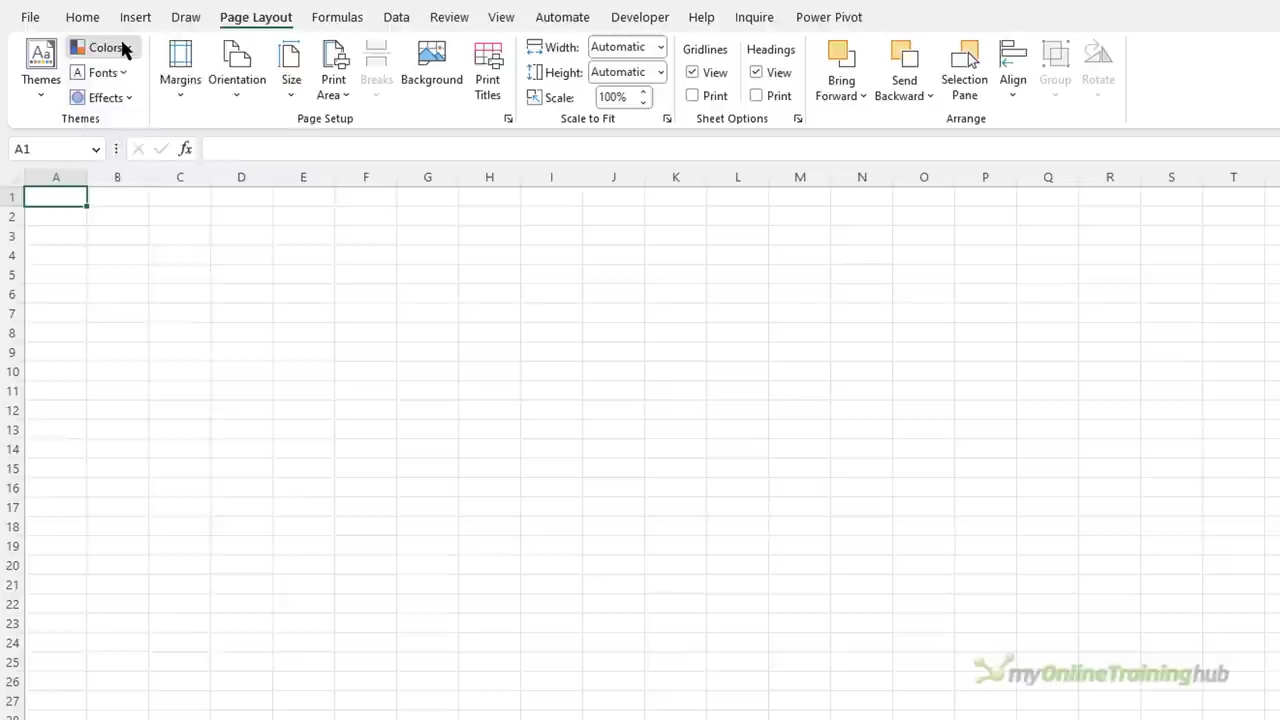 File Home Insert Draw Page Layout Formulas Data Review View Automate Developer Help Inquire Power Pivot
Themes
Colors
Fonts
Effects
Themes
Margins
Orientation
Size
Print Area
Breaks
Background
Print Titles
Page Setup
Width: Automatic
Height: Automatic
Scale: 100%
Scale to Fit
Gridlines
View
Print
Headings
View
Print
Sheet Options
Bring Forward
Send Backward
Selection Pane
Align
Group
Rotate
Arrange
A1
fx
A B C D E F G H I J K L M N O P Q R S T
1
2
3
4
5
6
7
8
9
10
11
12
13
14
15
16
17
18
19
20
21
22
23
24
25
26
27
myOnlineTraininghub